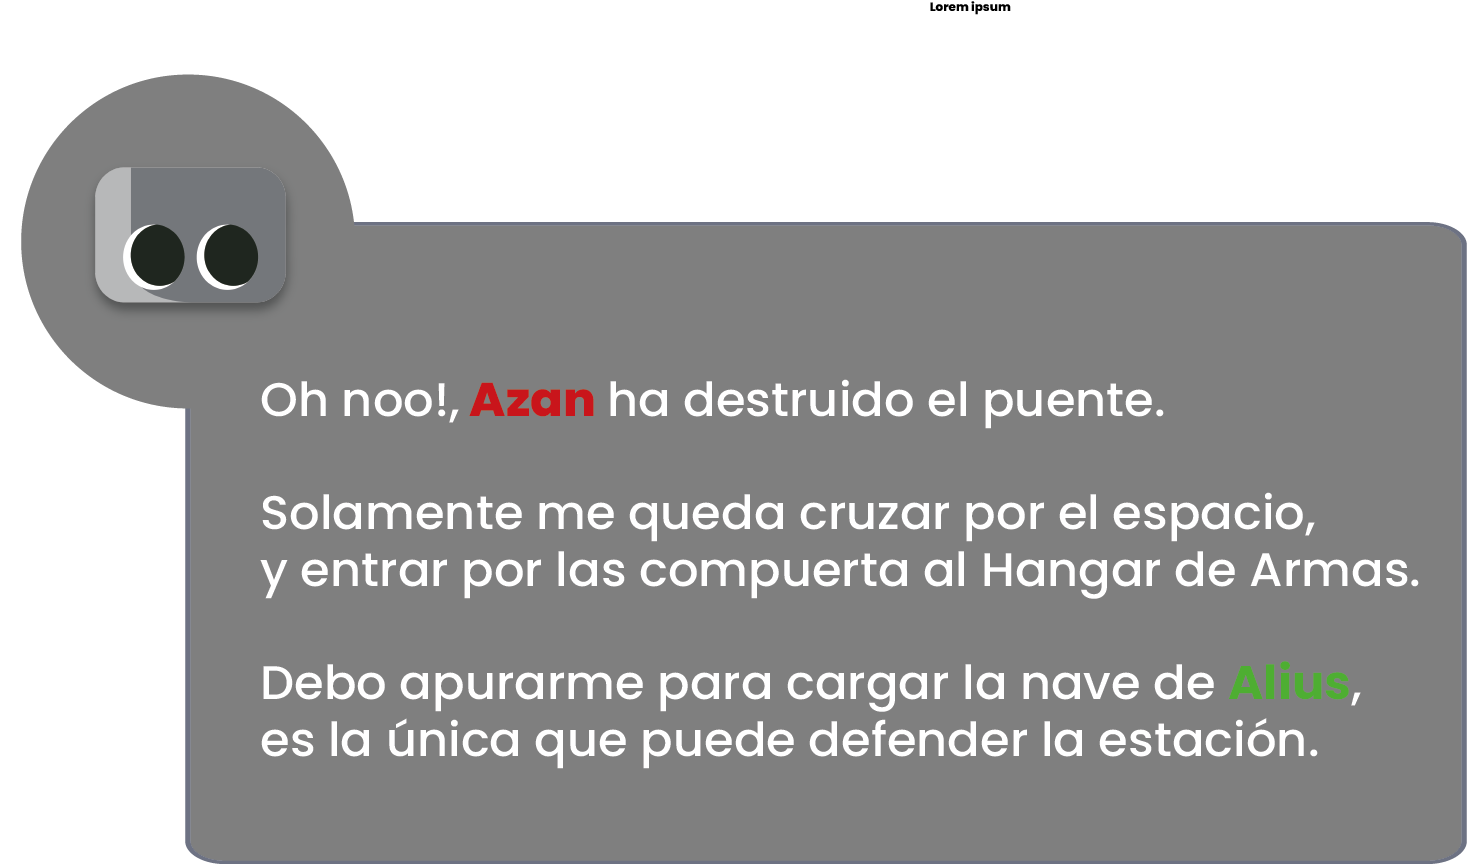 Lorem ipsum
Oh noo!, Azan ha destruido el puente.
Solamente me queda cruzar por el espacio,
y entrar por las compuerta al Hangar de Armas.
Debo apurarme para cargar la nave de Alius,
es la única que puede defender la estación.